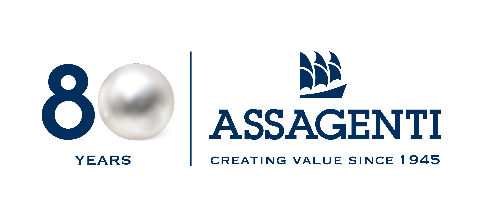 80
YEARS
ASSAGENTI
CREATING VALUE SINCE 1945